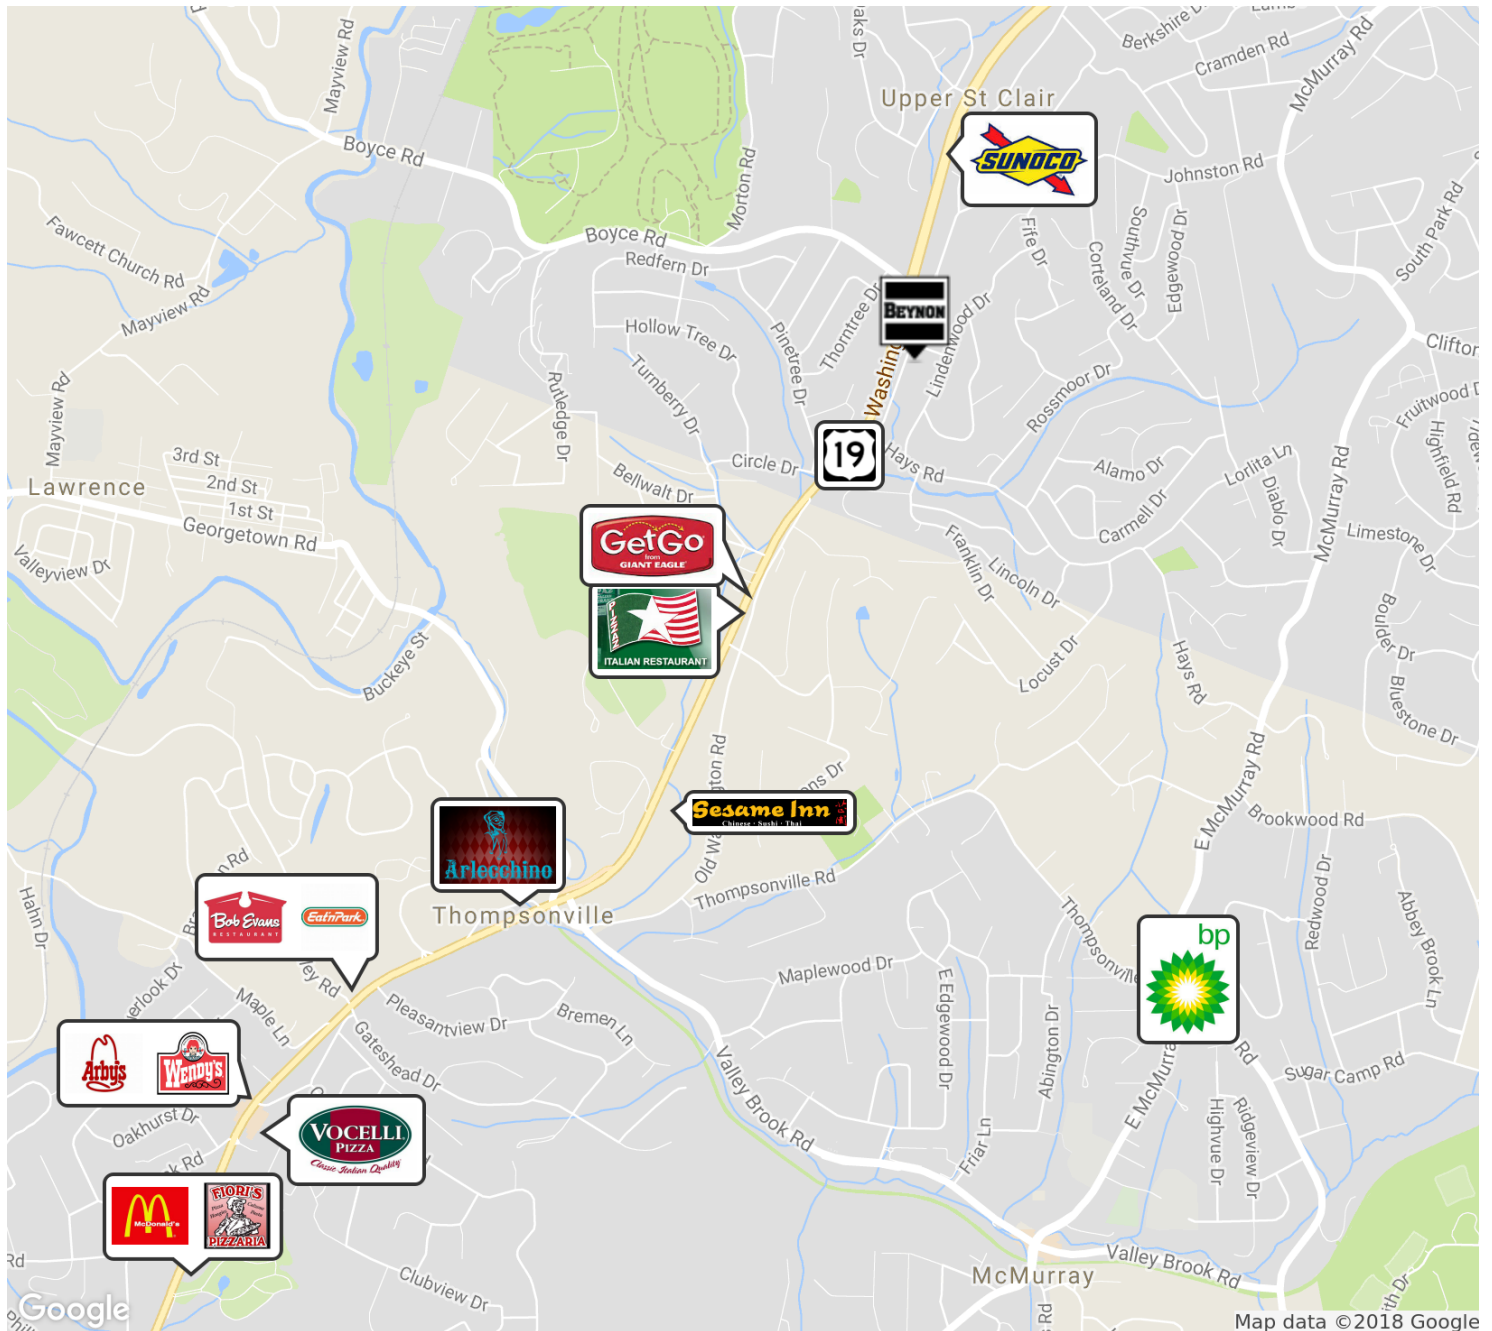 Mayview Rd
Boyce Rd
Fawcett Church Rd
Mayview Rd
Mayview Rd
Morton Rd
Boyce Rd
Redfern Dr
Upper St Clair
SUNOCO
Berkshire Dr
Cramden Rd
McMurray Rd
Johnston Rd
South Park Rd
Fife Dr
Southvue Dr
Corteland Dr
Edgewood Dr
BEYNON
Thorntree Dr
Lindenwood Dr
Pinetree Dr
Hollow Tree Dr
Turnberry Dr
Rutledge Dr
Rossmoor Dr
Clifton
Fruitwood D
Highfield Rd
3rd St
2nd St
1st St
Lawrence
Georgetown Rd
Valleyview Dr
Bellwalt Dr
Circle Dr
19
Hays Rd
Alamo Dr
Carmell Dr
Lorlita Ln
Diablo Dr
McMurray Rd
Limestone Dr
Franklin Dr
Lincoln Dr
GetGo
from
GIANT EAGLE
PIZZAZ
ITALIAN RESTAURANT
Buckeye St
Locust Dr
Hays Rd
Boulder Dr
Bluestone Dr
E McMurray Rd
Brookwood Rd
Sesame Inn
Chinese · Sushi · Thai
Arlecchino
Thompsonville
Thompsonville Rd
Redwood Dr
Abbey Brook Ln
Hahn Dr
Bob Evans
RESTAURANT
Eat'nPark
Maple Ln
Pleasantview Dr
Gateshead Dr
Bremen Ln
Maplewood Dr
E Edgewood Dr
Abington Dr
bp
Sugar Camp Rd
Highvue Dr
Ridgeview Dr
Arby's
WENDY'S
Oakhurst Dr
VOCELLI
PIZZA
Classic Italian Quality
Valley Brook Rd
Friar Ln
McDonald's
FIORI'S
PIZZARIA
Clubview Dr
McMurray
Valley Brook Rd
Google
Map data ©2018 Google